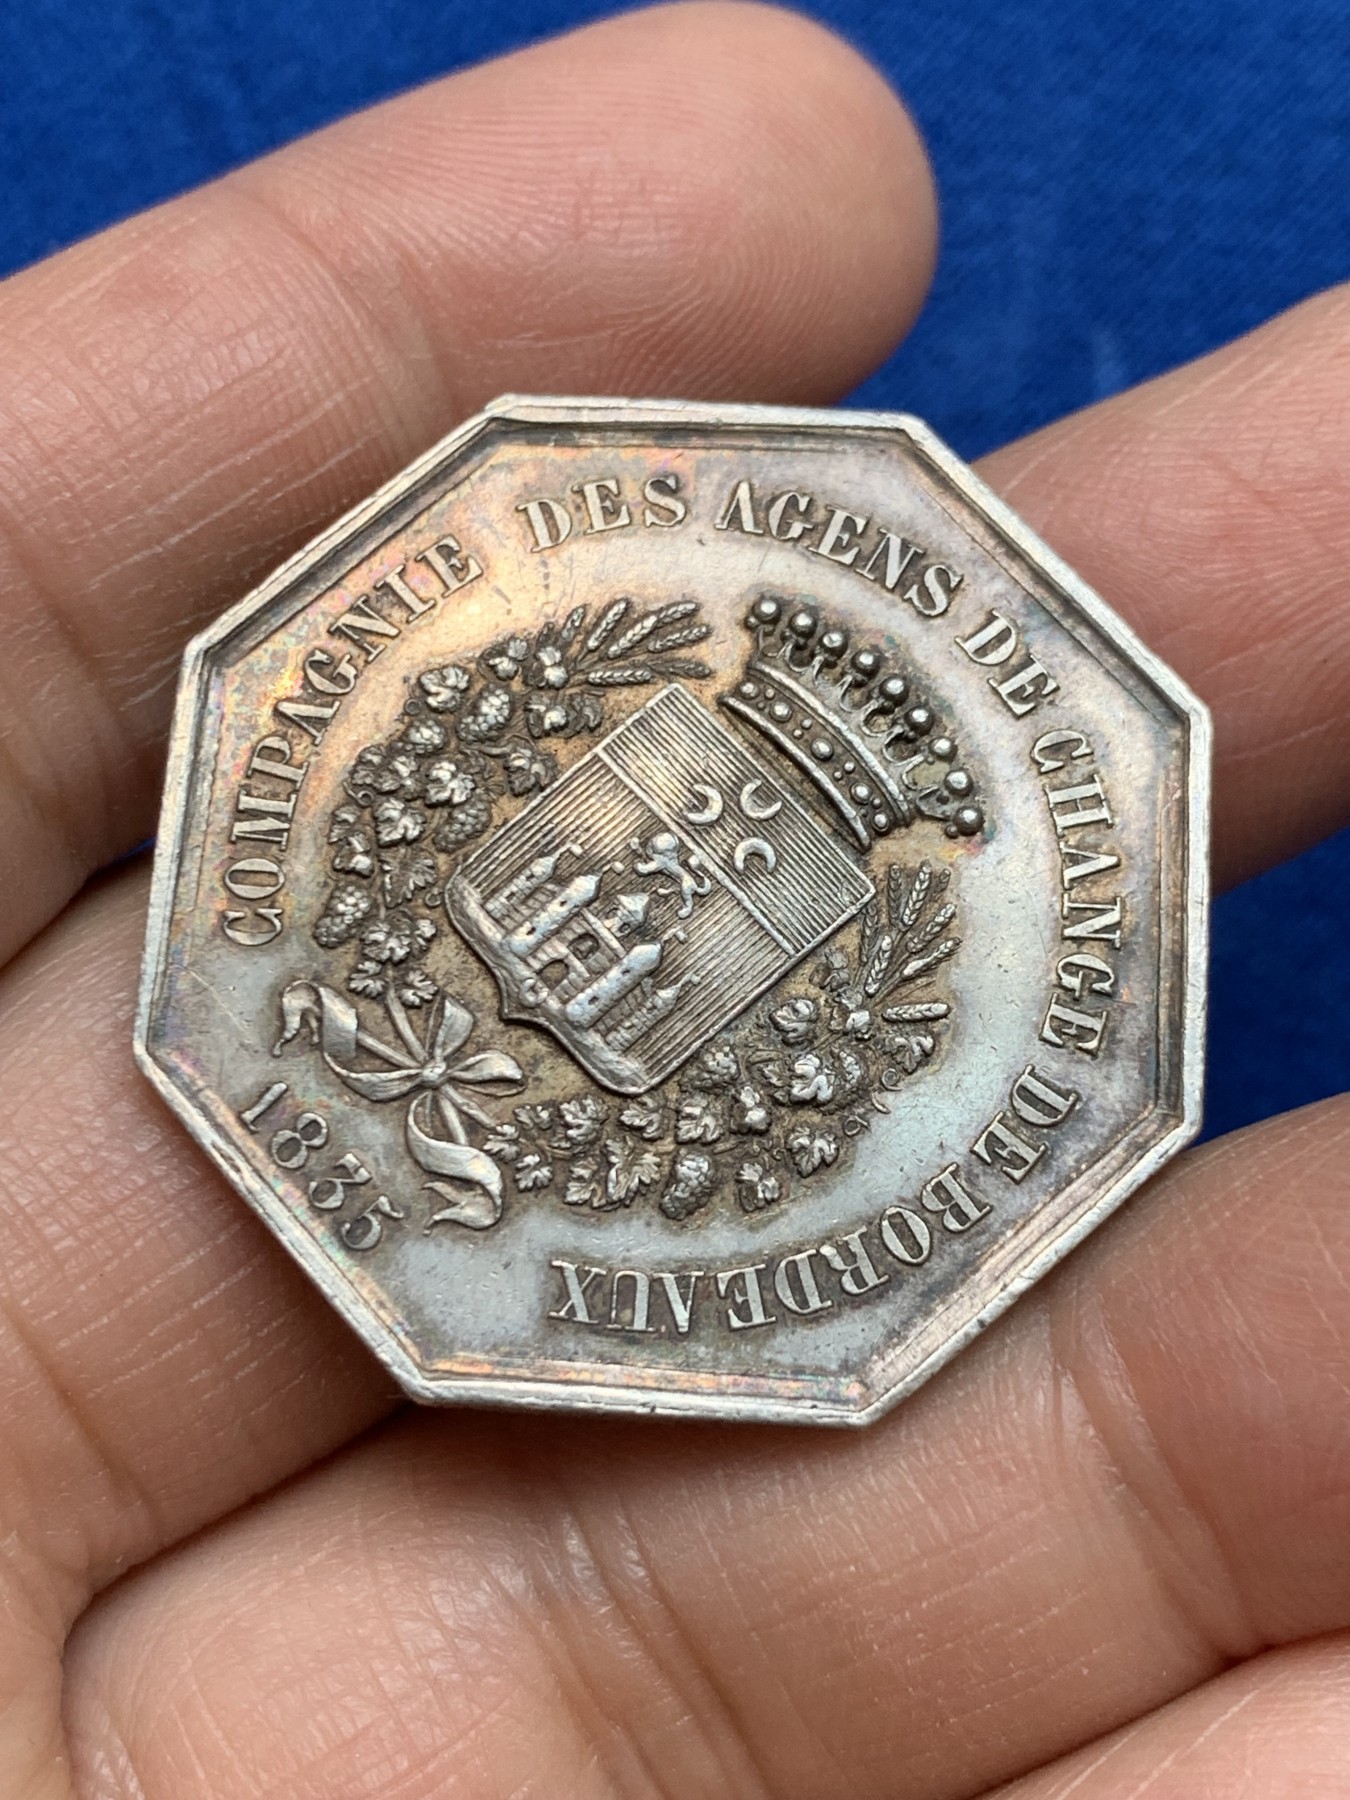 COMPAGNIE DES AGENS DE CHANGE DE BORDEAUX
1835